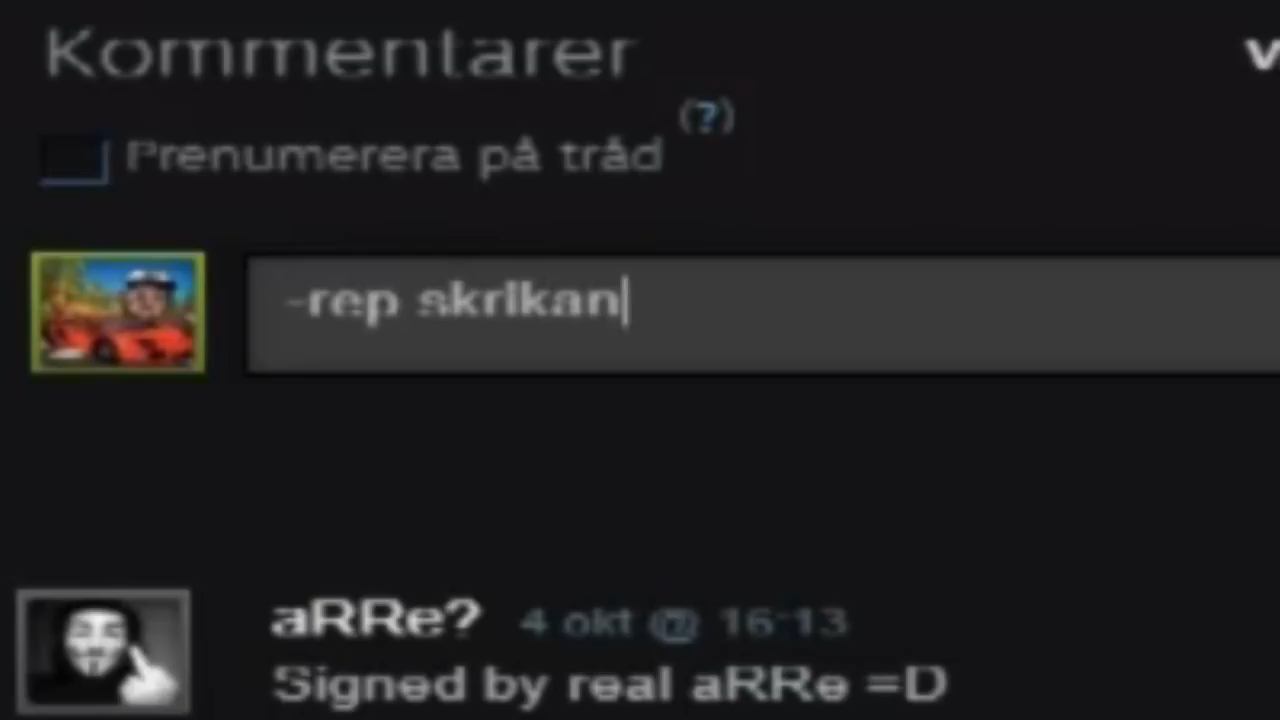 Kommentarer
v
(?)
Prenumerera på tråd
-rep skrikan
aRRe? 4 okt @ 16:13
Signed by real aRRe =D